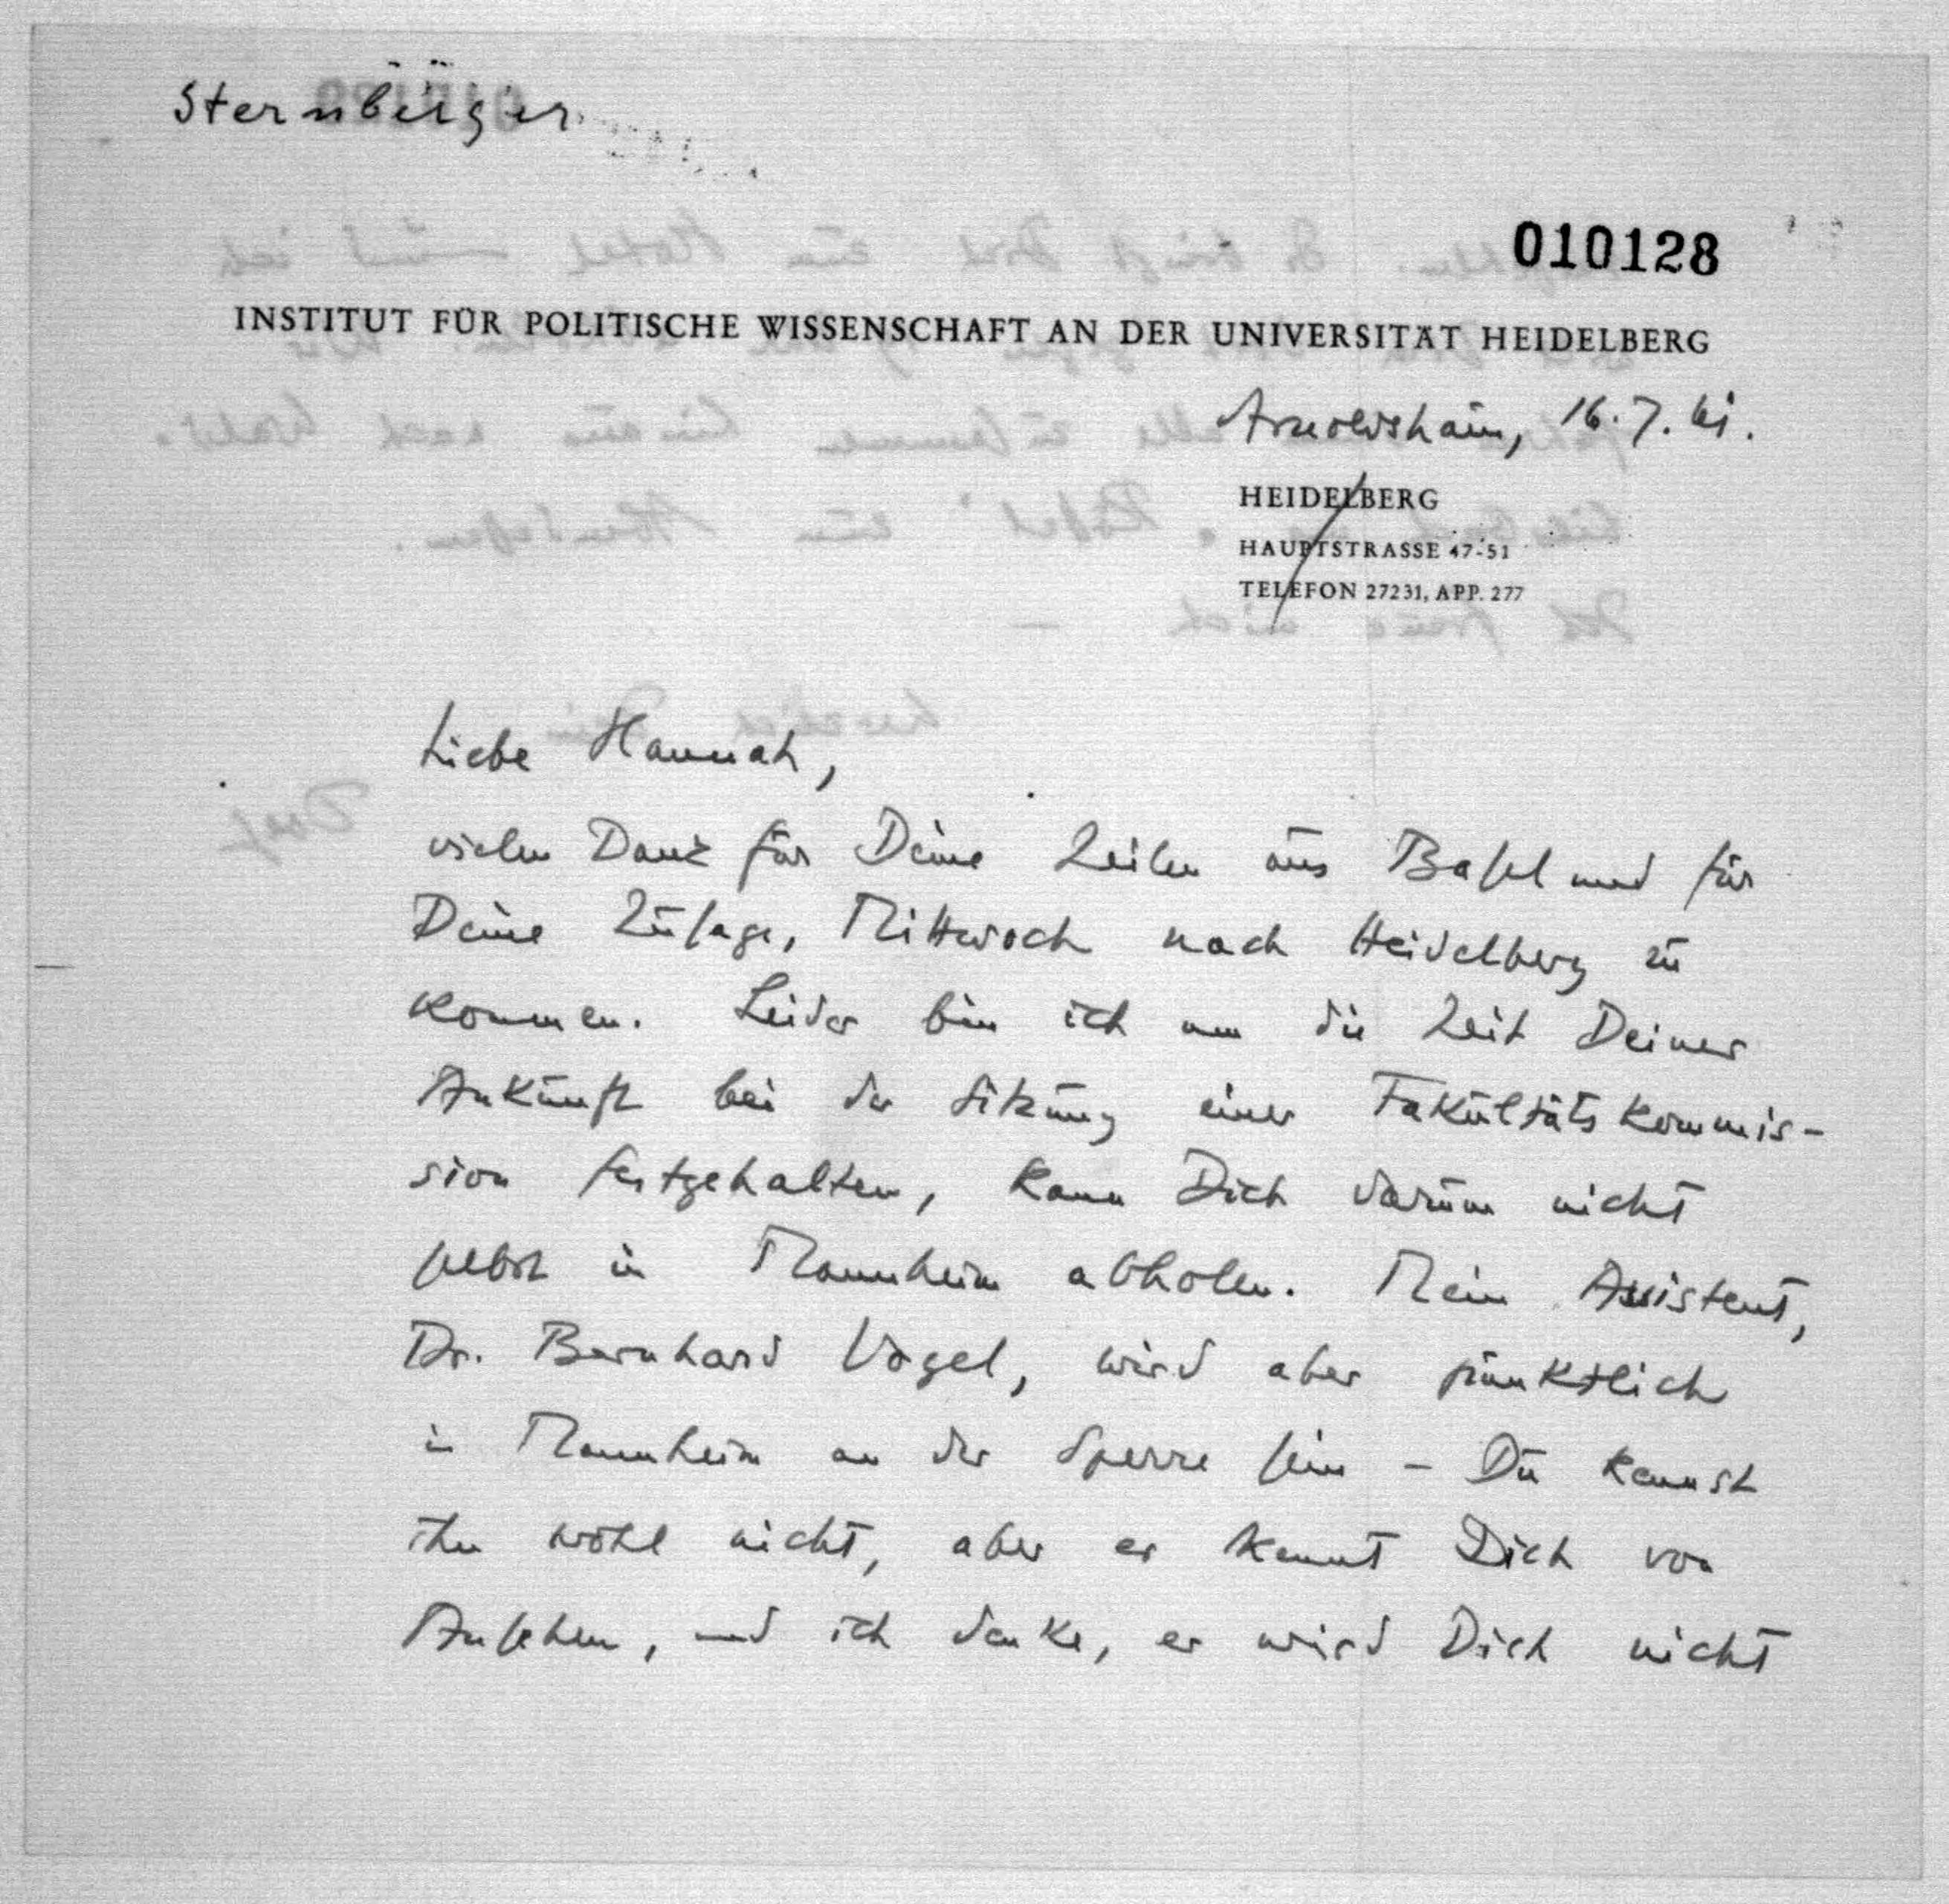 Sternberger
010128
INSTITUT FÜR POLITISCHE WISSENSCHAFT AN DER UNIVERSITÄT HEIDELBERG
Arnoldshain, 16.7.61.
HEIDELBERG
HAUPTSTRASSE 47-51
TELEFON 27231, APP. 277
Liebe Hannah,
vielen Dank für Deine Zeilen aus Basel und für
Deine Zusage, Mittwoch nach Heidelberg zu
kommen. Leider bin ich um die Zeit Deiner
Ankunft bei der Sitzung einer Fakultätskommis-
sion festgehalten, kann Dich darum nicht
selbst in Mannheim abholen. Mein Assistent,
Dr. Bernhard Vogel, wird aber pünktlich
in Mannheim an der Sperre sein – Du kennst
ihn wohl nicht, aber er kennt Dich von
Ansehen, und ich denke, er wird Dich nicht